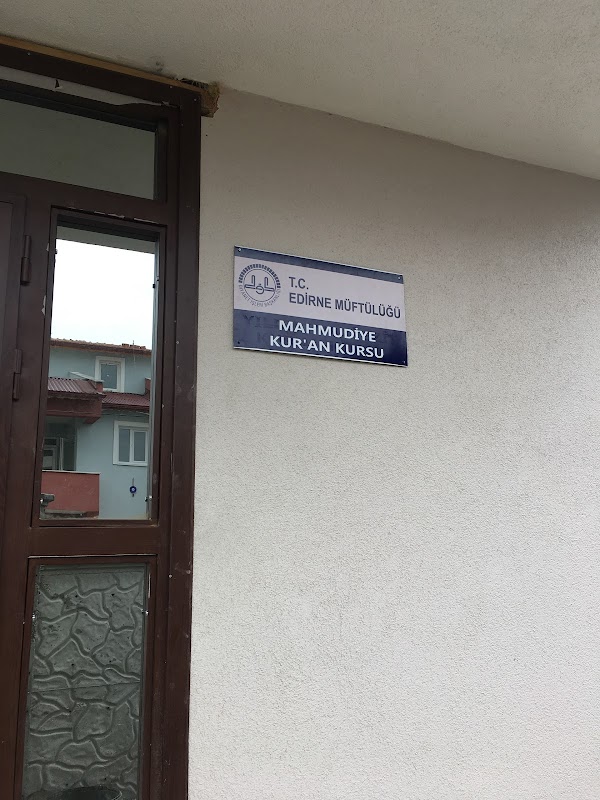 T.C.
EDİRNE MÜFTÜLÜĞÜ
MAHMUDİYE
KUR'AN KURSU